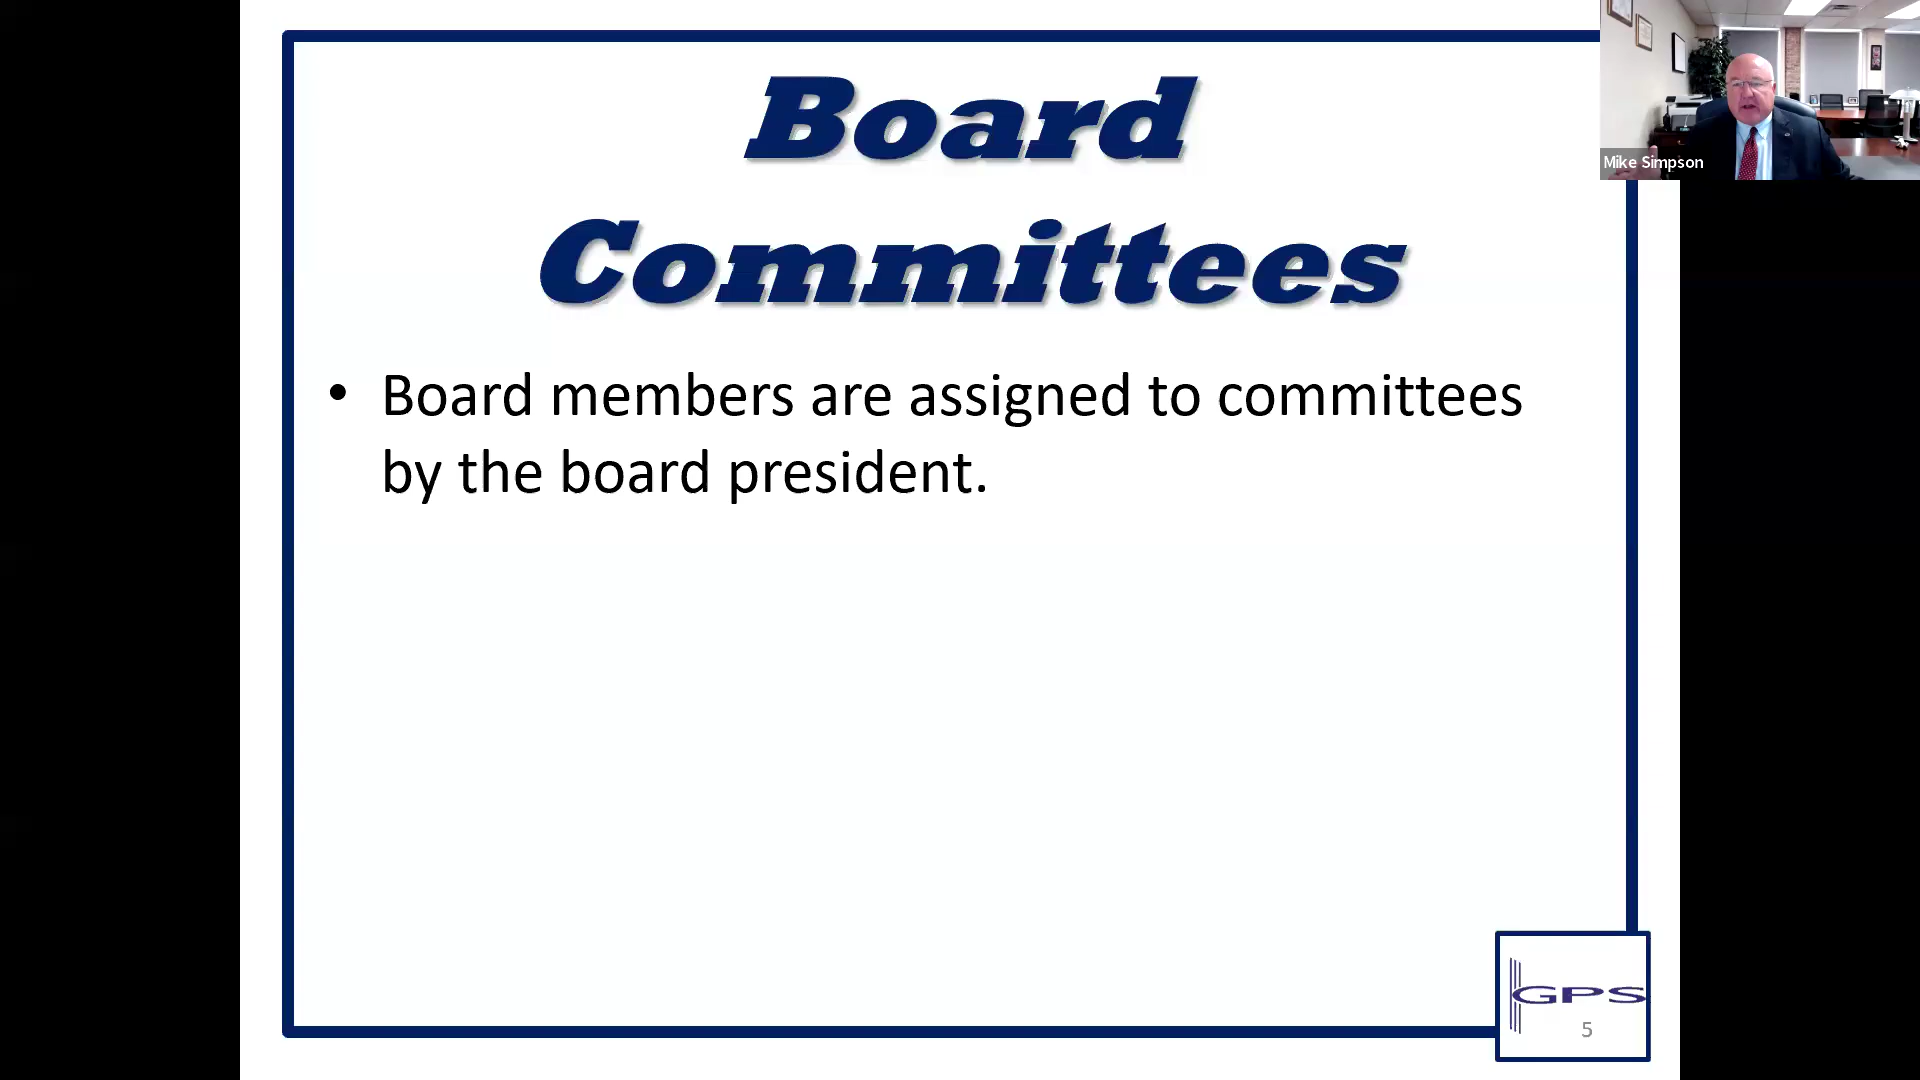 Board
Committees
Mike Simpson
• Board members are assigned to committees
by the board president.
GPS
5